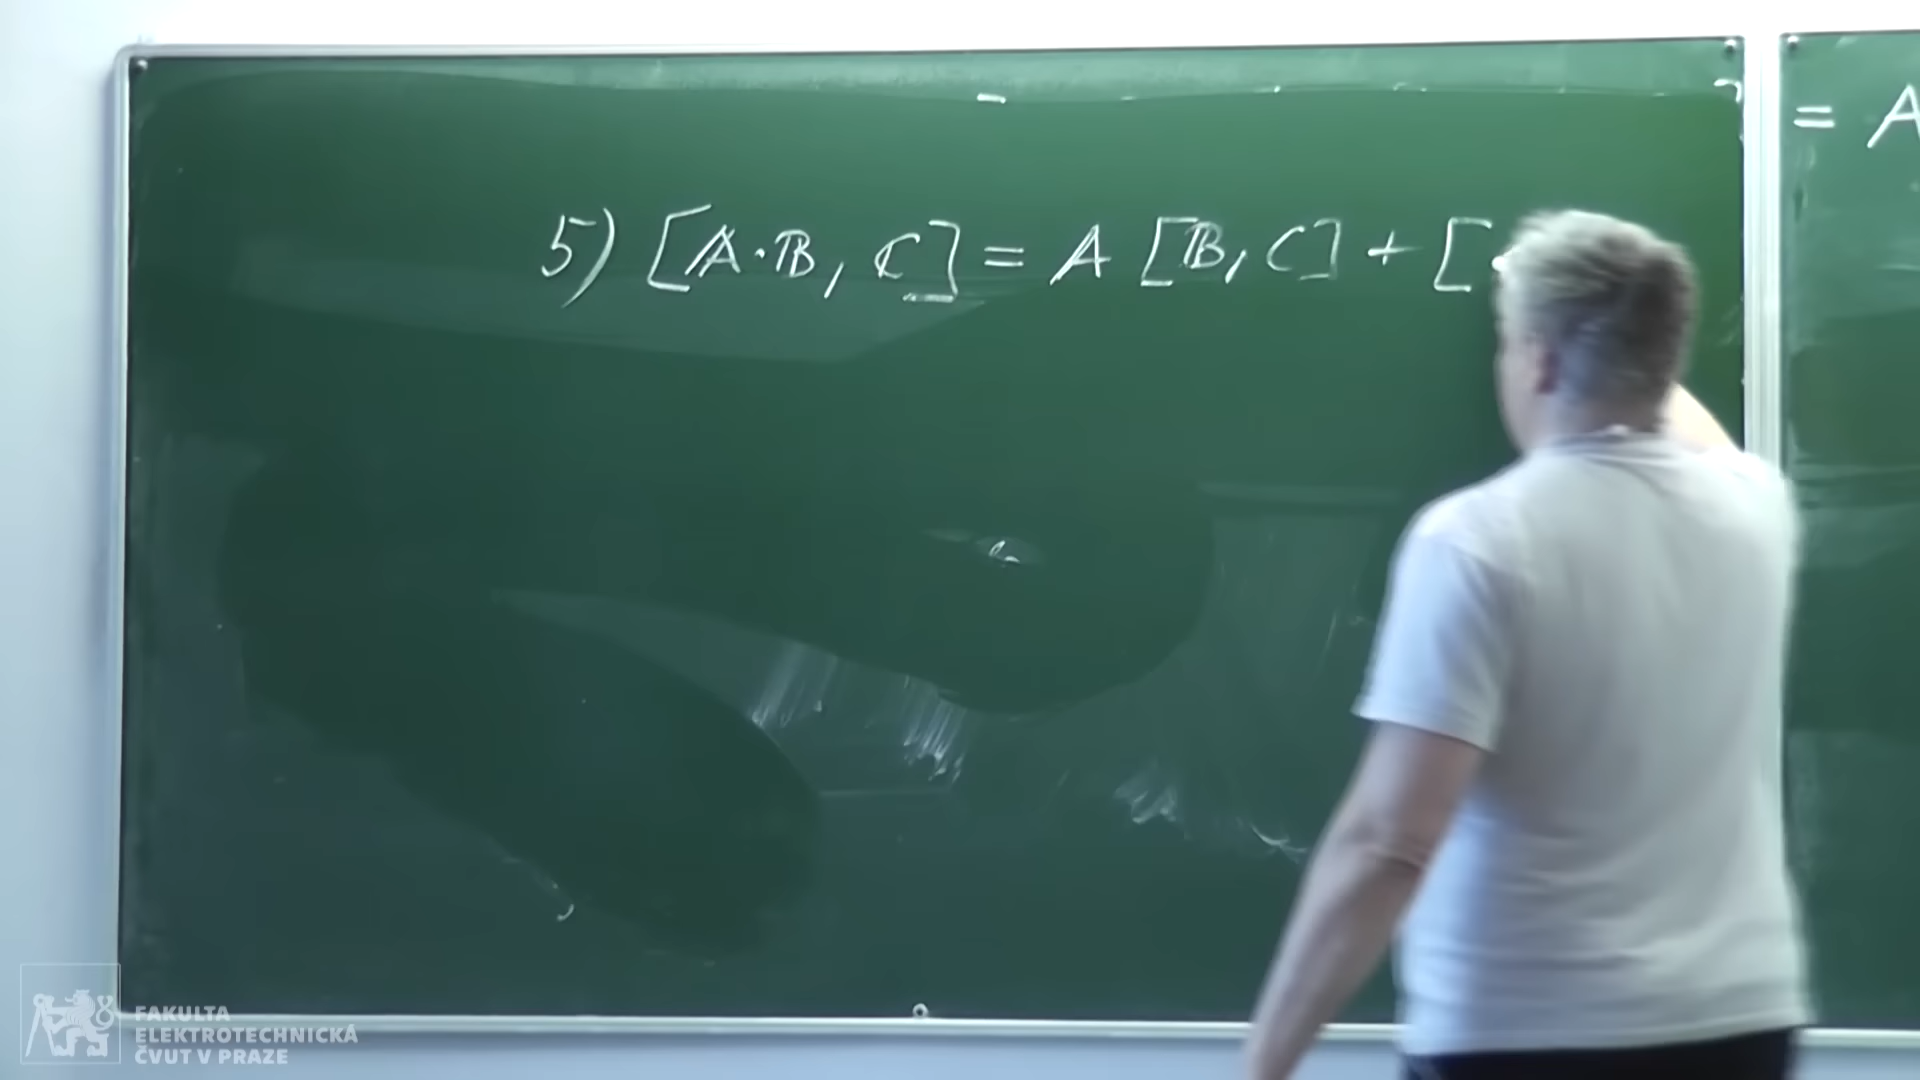 5) [A·B, C] = A [B, C] + [
= A
FAKULTA
ELEKTROTECHNICKÁ
ČVUT V PRAZE